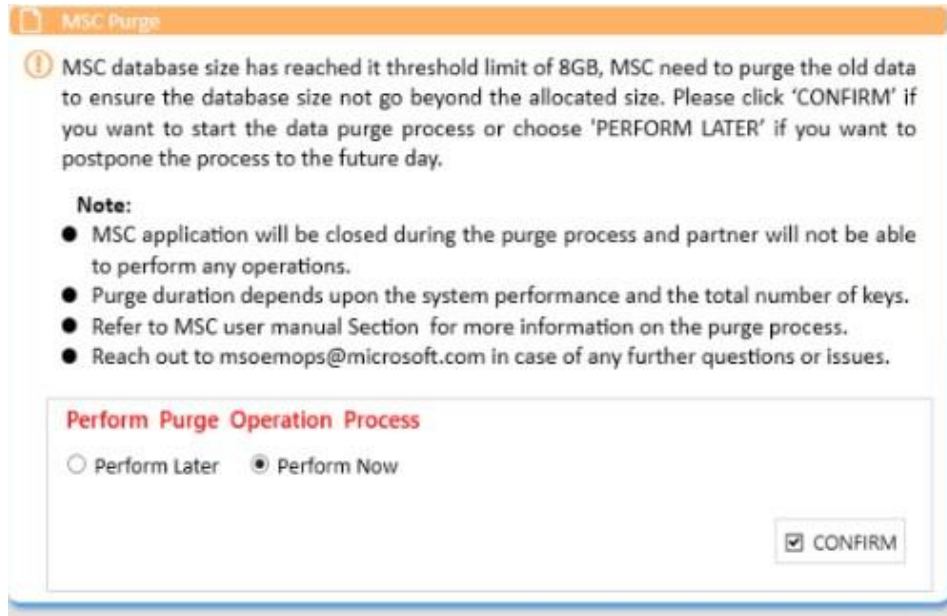 MSC Purge
MSC database size has reached it threshold limit of 8GB, MSC need to purge the old data
to ensure the database size not go beyond the allocated size. Please click ‘CONFIRM’ if
you want to start the data purge process or choose ‘PERFORM LATER’ if you want to
postpone the process to the future day.
Note:
● MSC application will be closed during the purge process and partner will not be able
to perform any operations.
● Purge duration depends upon the system performance and the total number of keys.
● Refer to MSC user manual Section for more information on the purge process.
● Reach out to msoemops@microsoft.com in case of any further questions or issues.
Perform Purge Operation Process
Perform Later Perform Now
CONFIRM